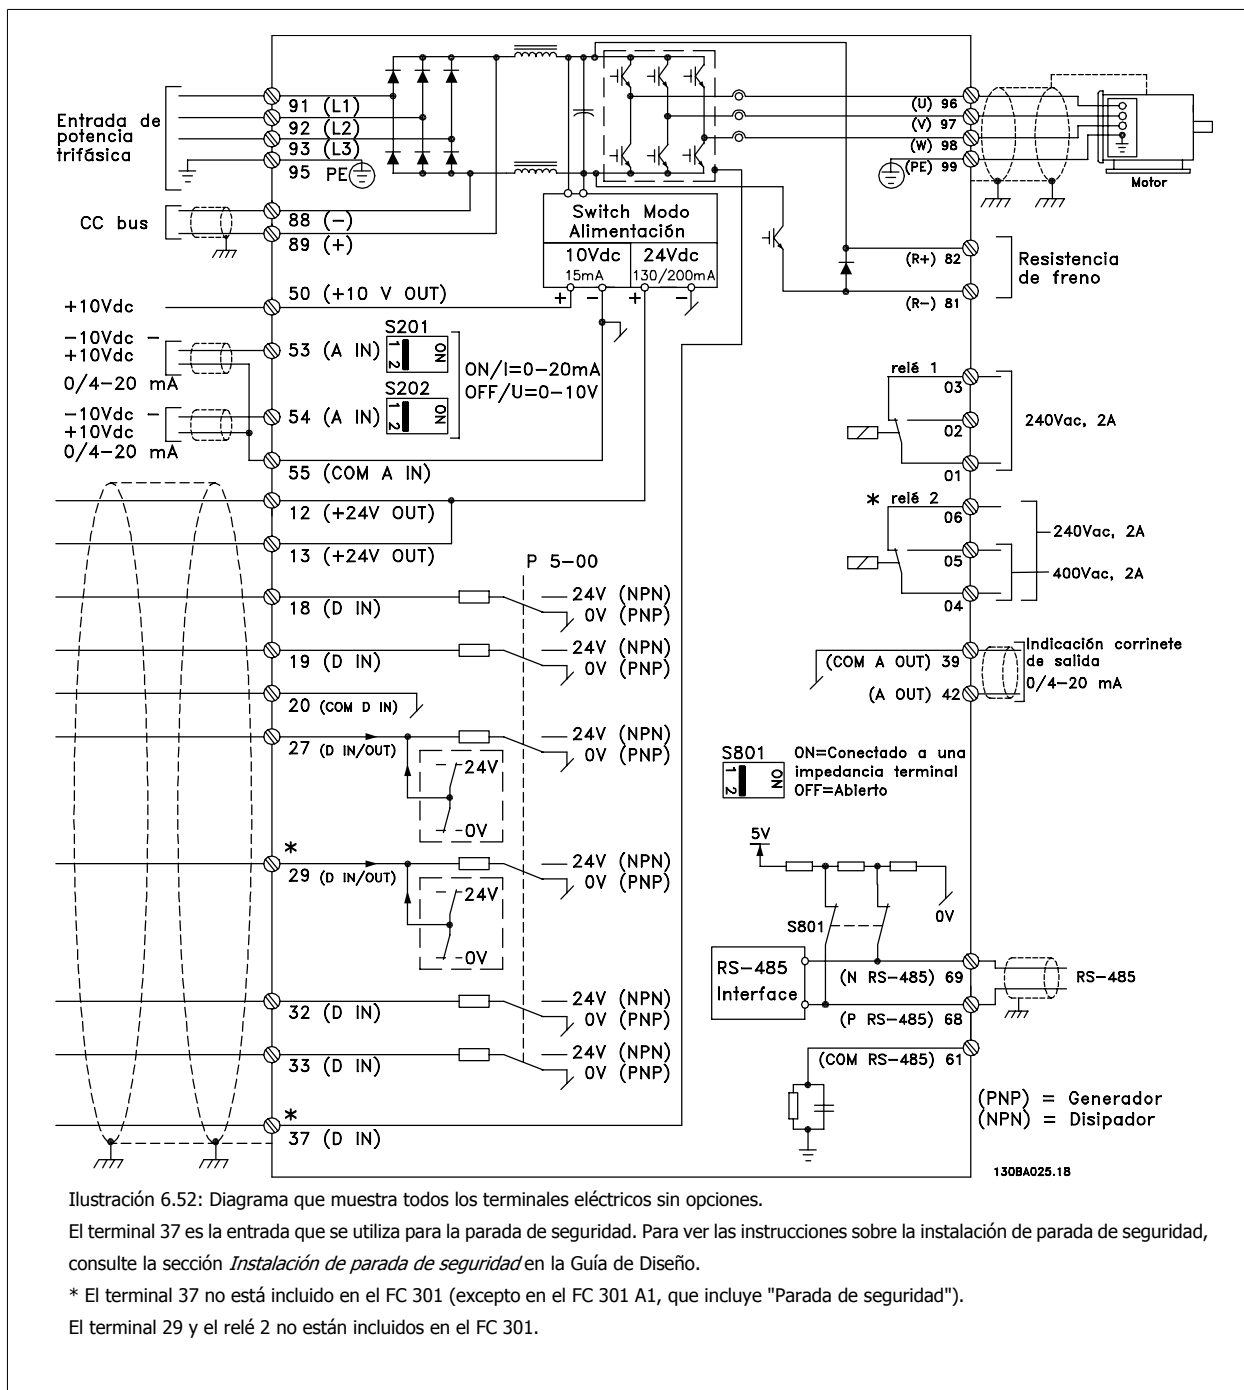 Entrada de
potencia
trifásica
91 (L1)
92 (L2)
93 (L3)
95 PE
CC bus
88 (-)
89 (+)
+10Vdc
50 (+10 V OUT)
-10Vdc -
+10Vdc
0/4-20 mA
53 (A IN)
S201
ON
1 2
-10Vdc -
+10Vdc
0/4-20 mA
54 (A IN)
S202
ON
1 2
ON/I=0-20mA
OFF/U=0-10V
55 (COM A IN)
12 (+24V OUT)
13 (+24V OUT)
P 5-00
18 (D IN)
24V (NPN)
0V (PNP)
19 (D IN)
24V (NPN)
0V (PNP)
20 (COM D IN)
27 (D IN/OUT)
24V (NPN)
0V (PNP)
24V
0V
*
29 (D IN/OUT)
24V (NPN)
0V (PNP)
24V
0V
32 (D IN)
24V (NPN)
0V (PNP)
33 (D IN)
24V (NPN)
0V (PNP)
*
37 (D IN)
Switch Modo
Alimentación
10Vdc
15mA
24Vdc
130/200mA
+ - + -
(U) 96
(V) 97
(W) 98
(PE) 99
Motor
(R+) 82
(R-) 81
Resistencia
de freno
relé 1
03
02
01
240Vac, 2A
* relé 2
06
05
04
240Vac, 2A
400Vac, 2A
(COM A OUT) 39
(A OUT) 42
Indicación corrinete
de salida
0/4-20 mA
S801
ON
1 2
ON=Conectado a una
impedancia terminal
OFF=Abierto
5V
0V
S801
RS-485
Interface
(N RS-485) 69
(P RS-485) 68
RS-485
(COM RS-485) 61
(PNP) = Generador
(NPN) = Disipador
130BA025.18
Ilustración 6.52: Diagrama que muestra todos los terminales eléctricos sin opciones.
El terminal 37 es la entrada que se utiliza para la parada de seguridad. Para ver las instrucciones sobre la instalación de parada de seguridad,
consulte la sección Instalación de parada de seguridad en la Guía de Diseño.
* El terminal 37 no está incluido en el FC 301 (excepto en el FC 301 A1, que incluye "Parada de seguridad").
El terminal 29 y el relé 2 no están incluidos en el FC 301.